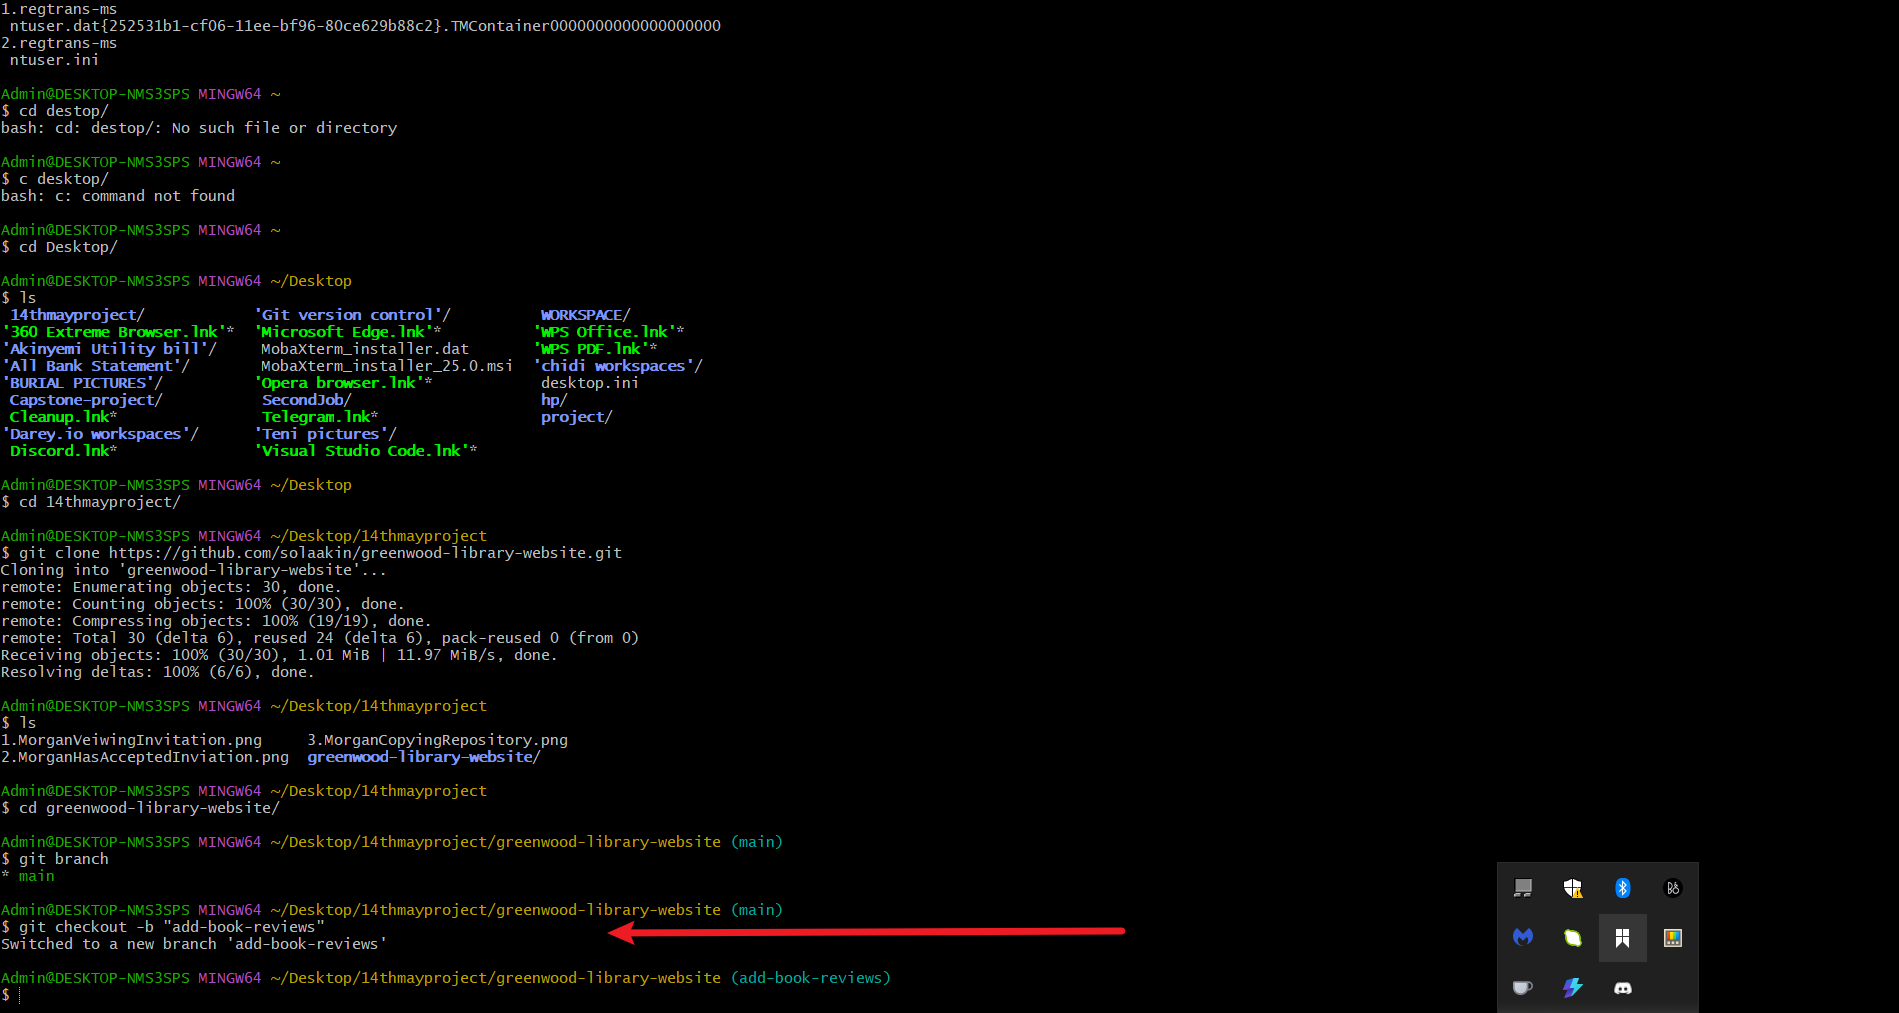 1.regtrans-ms
 ntuser.dat{252531b1-cf06-11ee-bf96-80ce629b88c2}.TMContainer0000000000000000000
2.regtrans-ms
 ntuser.ini
Admin@DESKTOP-NMS3SPS MINGW64 ~
$ cd destop/
bash: cd: destop/: No such file or directory
Admin@DESKTOP-NMS3SPS MINGW64 ~
$ c desktop/
bash: c: command not found
Admin@DESKTOP-NMS3SPS MINGW64 ~
$ cd Desktop/
Admin@DESKTOP-NMS3SPS MINGW64 ~/Desktop
$ ls
 14thmayproject/            'Git version control'/         WORKSPACE/
'360 Extreme Browser.lnk'*  'Microsoft Edge.lnk'*          'WPS Office.lnk'*
'Akinyemi Utility bill'/     MobaXterm_installer.dat       'WPS PDF.lnk'*
'All Bank Statement'/        MobaXterm_installer_25.0.msi  'chidi workspaces'/
'BURIAL PICTURES'/          'Opera browser.lnk'*            desktop.ini
 Capstone-project/           SecondJob/                     hp/
 Cleanup.lnk*                Telegram.lnk*                  project/
'Darey.io workspaces'/      'Teni pictures'/
 Discord.lnk*               'Visual Studio Code.lnk'*
Admin@DESKTOP-NMS3SPS MINGW64 ~/Desktop
$ cd 14thmayproject/
Admin@DESKTOP-NMS3SPS MINGW64 ~/Desktop/14thmayproject
$ git clone https://github.com/solaakin/greenwood-library-website.git
Cloning into 'greenwood-library-website'...
remote: Enumerating objects: 30, done.
remote: Counting objects: 100% (30/30), done.
remote: Compressing objects: 100% (19/19), done.
remote: Total 30 (delta 6), reused 24 (delta 6), pack-reused 0 (from 0)
Receiving objects: 100% (30/30), 1.01 MiB | 11.97 MiB/s, done.
Resolving deltas: 100% (6/6), done.
Admin@DESKTOP-NMS3SPS MINGW64 ~/Desktop/14thmayproject
$ ls
1.MorganVeiwingInvitation.png     3.MorganCopyingRepository.png
2.MorganHasAcceptedInviation.png  greenwood-library-website/
Admin@DESKTOP-NMS3SPS MINGW64 ~/Desktop/14thmayproject
$ cd greenwood-library-website/
Admin@DESKTOP-NMS3SPS MINGW64 ~/Desktop/14thmayproject/greenwood-library-website (main)
$ git branch
* main
Admin@DESKTOP-NMS3SPS MINGW64 ~/Desktop/14thmayproject/greenwood-library-website (main)
$ git checkout -b "add-book-reviews"
Switched to a new branch 'add-book-reviews'
Admin@DESKTOP-NMS3SPS MINGW64 ~/Desktop/14thmayproject/greenwood-library-website (add-book-reviews)
$